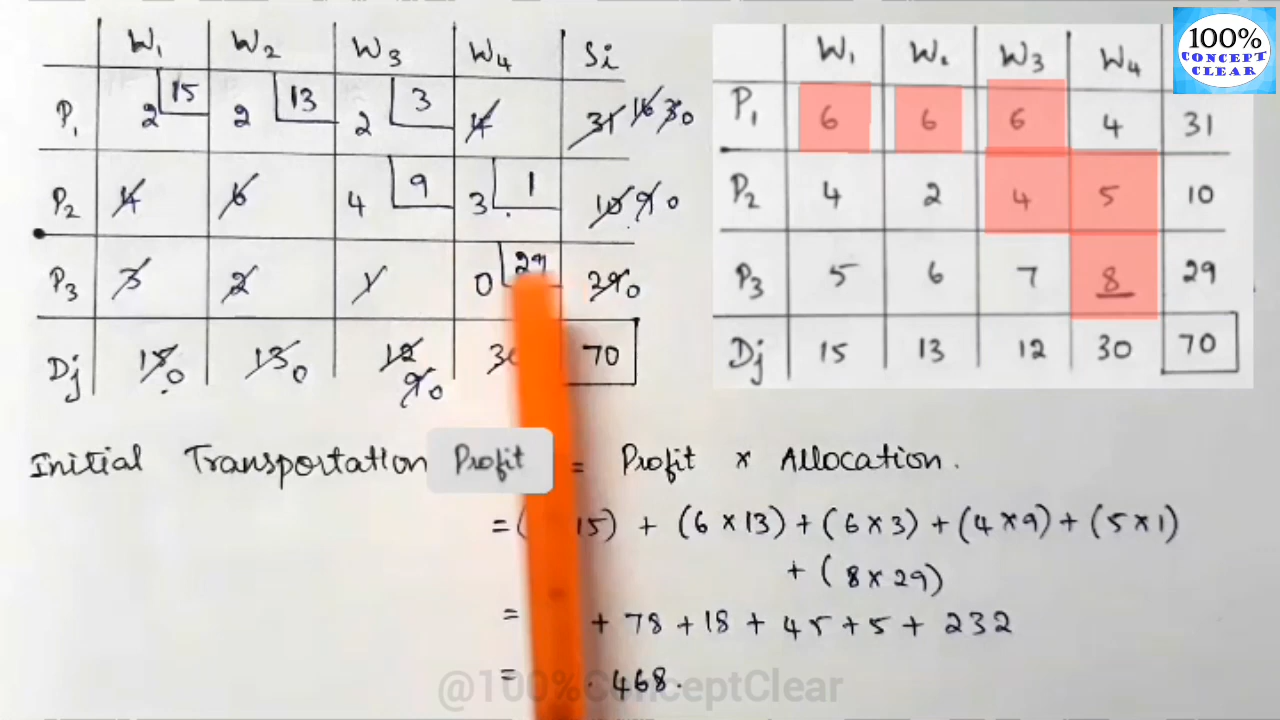 W1 W2 W3 W4 Si
P1 2 15 2 13 2 3 4 31 16 3 0
P2 4 6 4 9 3 1 10 9 0
P3 3 2 1 0 29 29 0
Dj 15 0 13 0 12 9 0 70
W1 W2 W3 W4
P1 6 6 6 4 31
P2 4 2 4 5 10
P3 5 6 7 8 29
Dj 15 13 12 30 70
100%
CONCEPT
CLEAR
Initial Transportation Profit = Profit × Allocation.
= ( 15) + (6 × 13) + (6 × 3) + (4 × 9) + (5 × 1)
+ (8 × 29)
= + 78 + 18 + 45 + 5 + 232
= . 468.
@100%ConceptClear